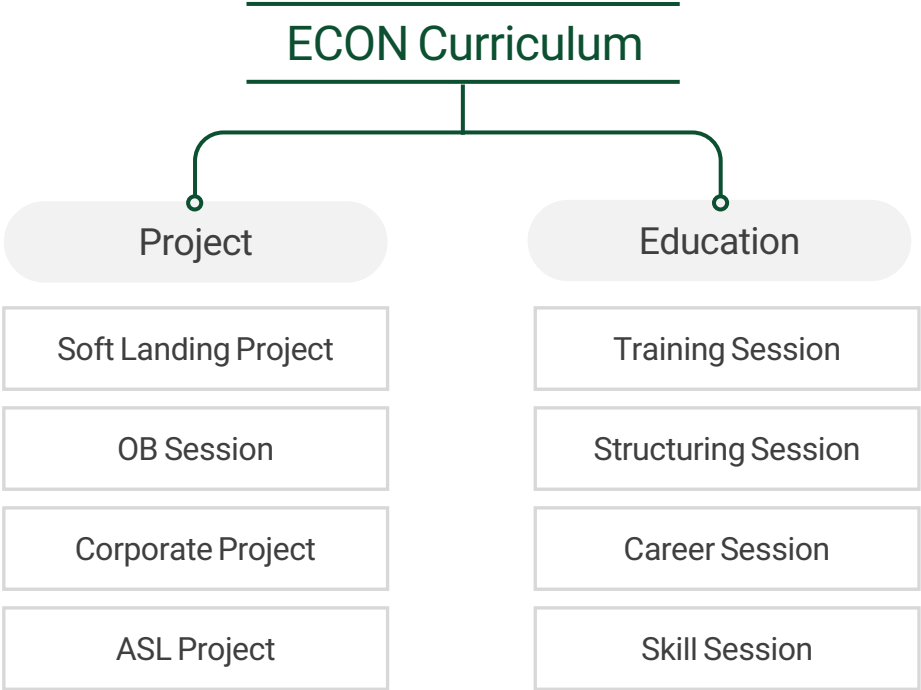 ECON Curriculum
Project
Education
Soft Landing Project
Training Session
OB Session
Structuring Session
Corporate Project
Career Session
ASL Project
Skill Session